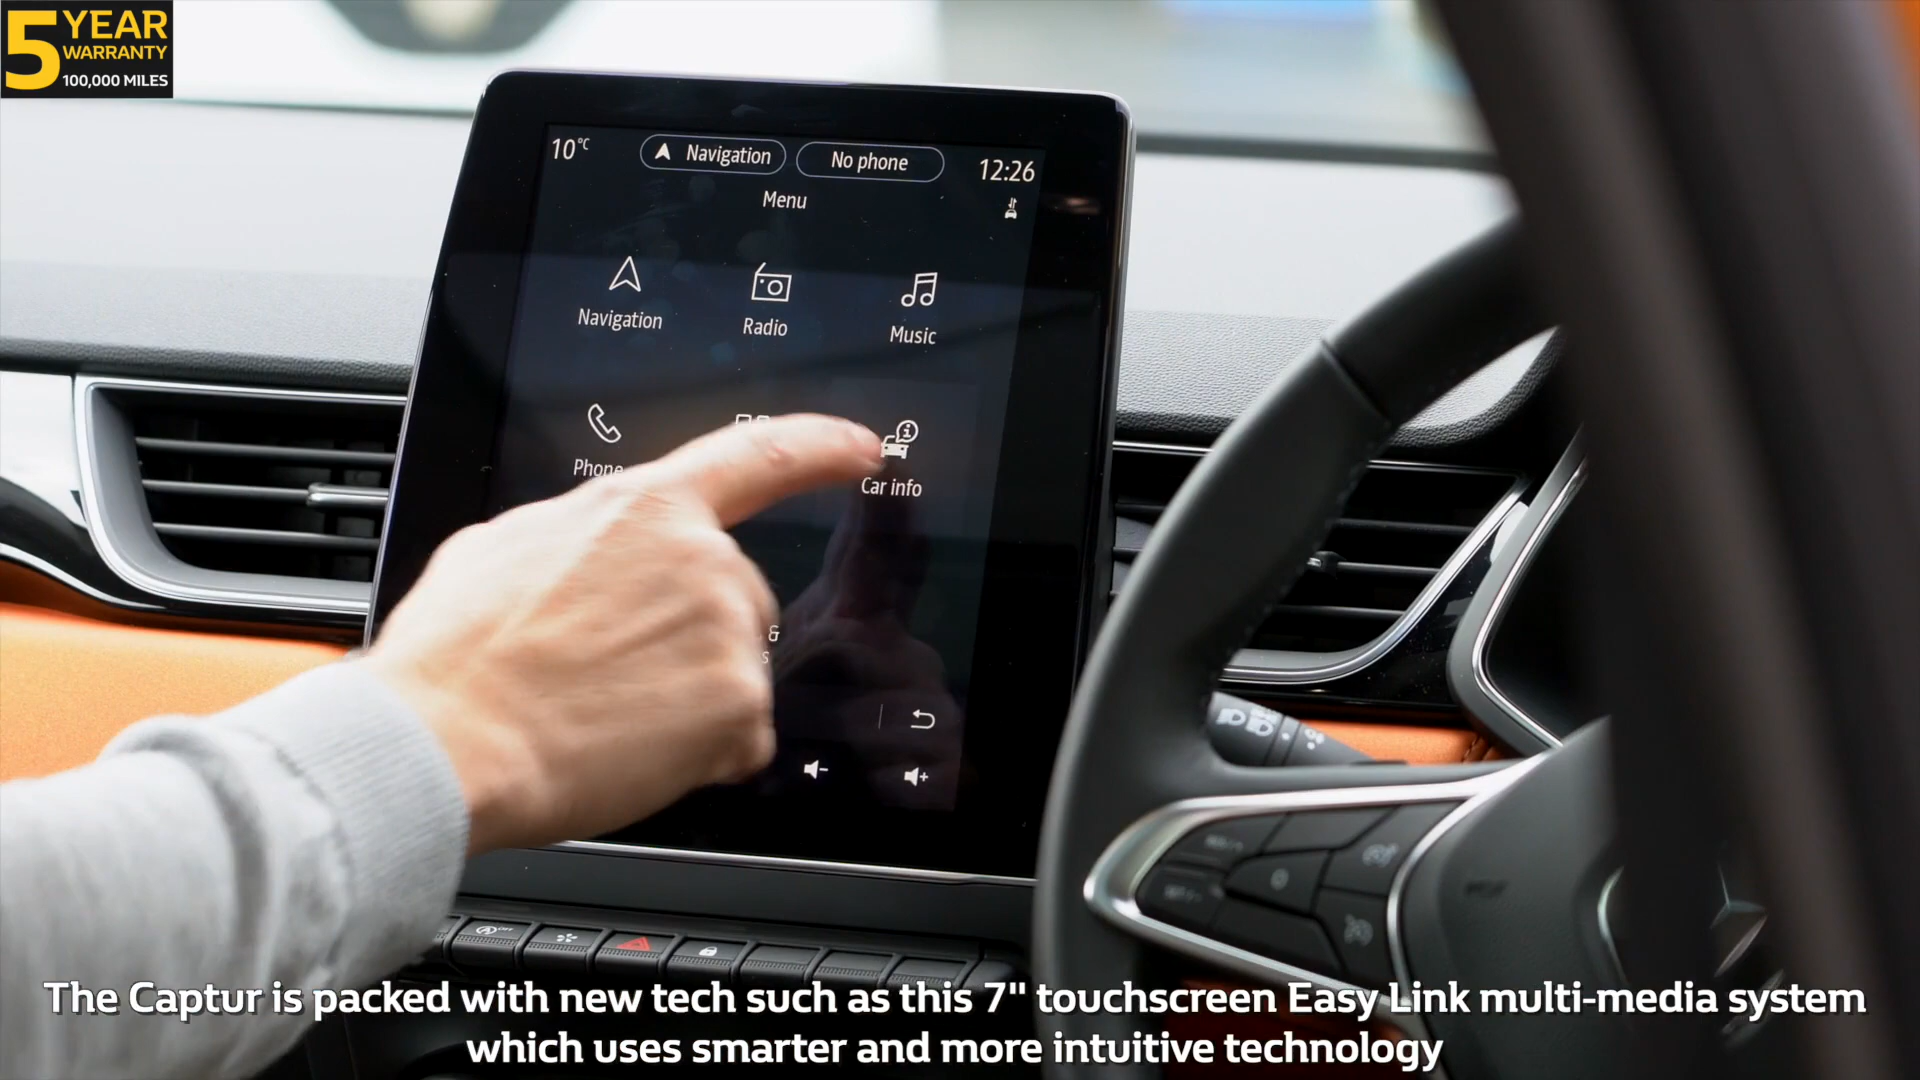 5 YEAR
WARRANTY
100,000 MILES
10°C
Navigation
No phone
12:26
Menu
Navigation
Radio
Music
Phone
Car info
&
OFF
The Captur is packed with new tech such as this 7" touchscreen Easy Link multi-media system
which uses smarter and more intuitive technology